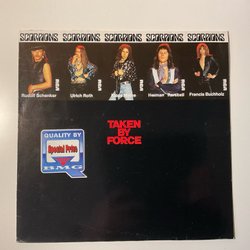 SCORPIONS SCORPIONS SCORPIONS SCORPIONS SCORPIONS
Rudolf Schenker Ulrich Roth Klaus Meine Herman Rarebell Francis Buchholz
TAKEN
BY
FORCE
QUALITY BY
Special Price
BMG